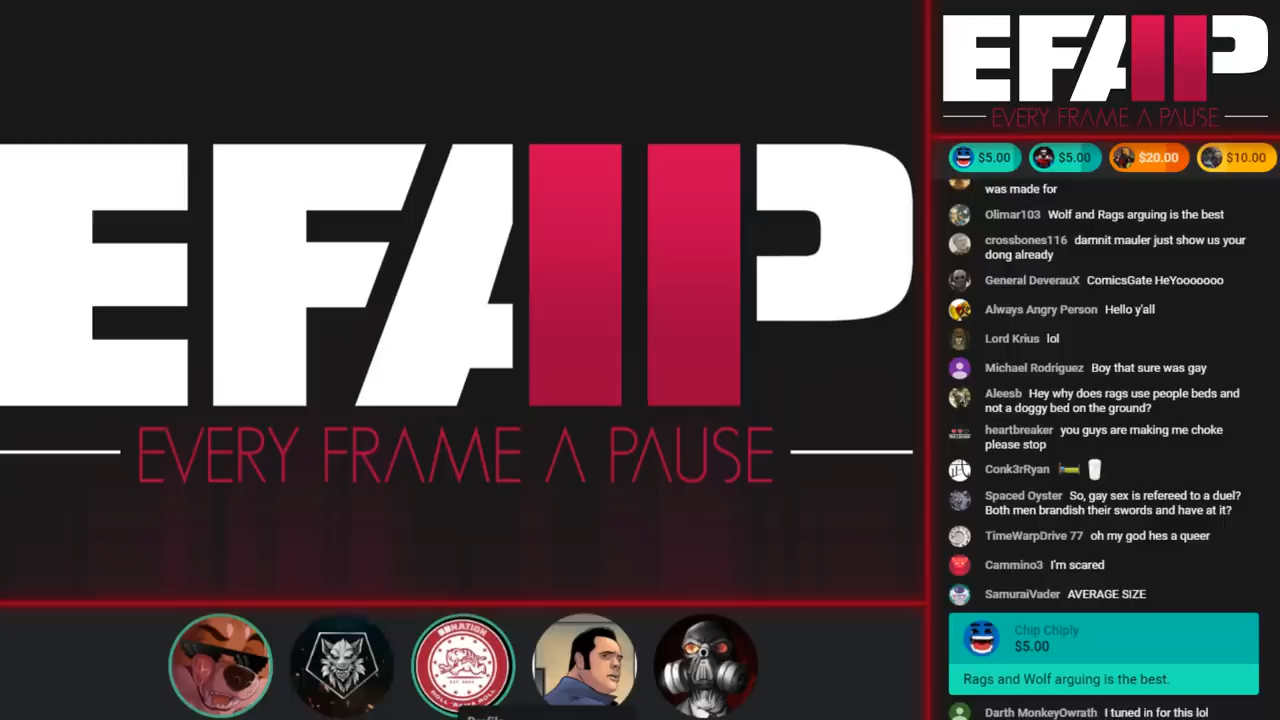 EFAP
EVERY FRAME A PAUSE
EFAP
EVERY FRAME A PAUSE
$5.00 $5.00 $20.00 $10.00
was made for
Olimar103 Wolf and Rags arguing is the best
crossbones116 damnit mauler just show us your
dong already
General DeverauX ComicsGate HeYooooooo
Always Angry Person Hello y'all
Lord Krius lol
Michael Rodriguez Boy that sure was gay
Aleesb Hey why does rags use people beds and
not a doggy bed on the ground?
heartbreaker you guys are making me choke
please stop
Conk3rRyan
Spaced Oyster So, gay sex is refereed to a duel?
Both men brandish their swords and have at it?
TimeWarpDrive 77 oh my god hes a queer
Cammino3 I'm scared
SamuraiVader AVERAGE SIZE
Chip Chiply
$5.00
Rags and Wolf arguing is the best.
Darth MonkeyOwrath I tuned in for this lol
Profile